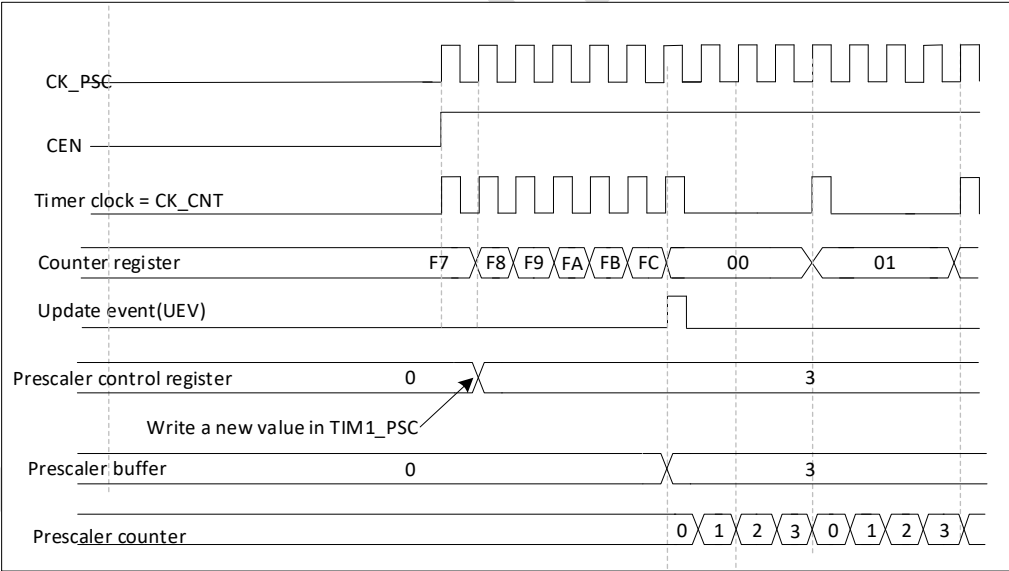 CK_PSC
CEN
Timer clock = CK_CNT
Counter register F7 F8 F9 FA FB FC 00 01
Update event(UEV)
Prescaler control register 0 3
Write a new value in TIM1_PSC
Prescaler buffer 0 3
Prescaler counter 0 1 2 3 0 1 2 3